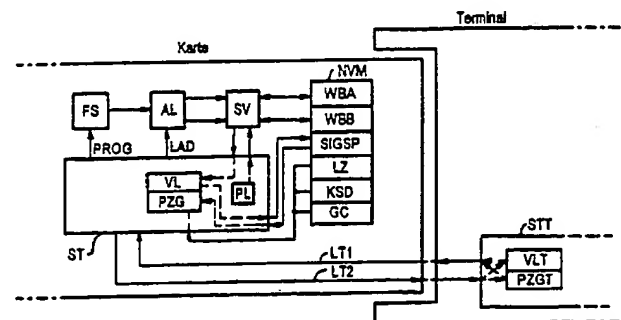 Terminal
Karte
NVM
FS
AL
SV
WBA
WBB
SIGSP
LZ
KSD
GC
PROG
LAD
VL
PZG
PL
ST
LT1
LT2
STT
VLT
PZGT